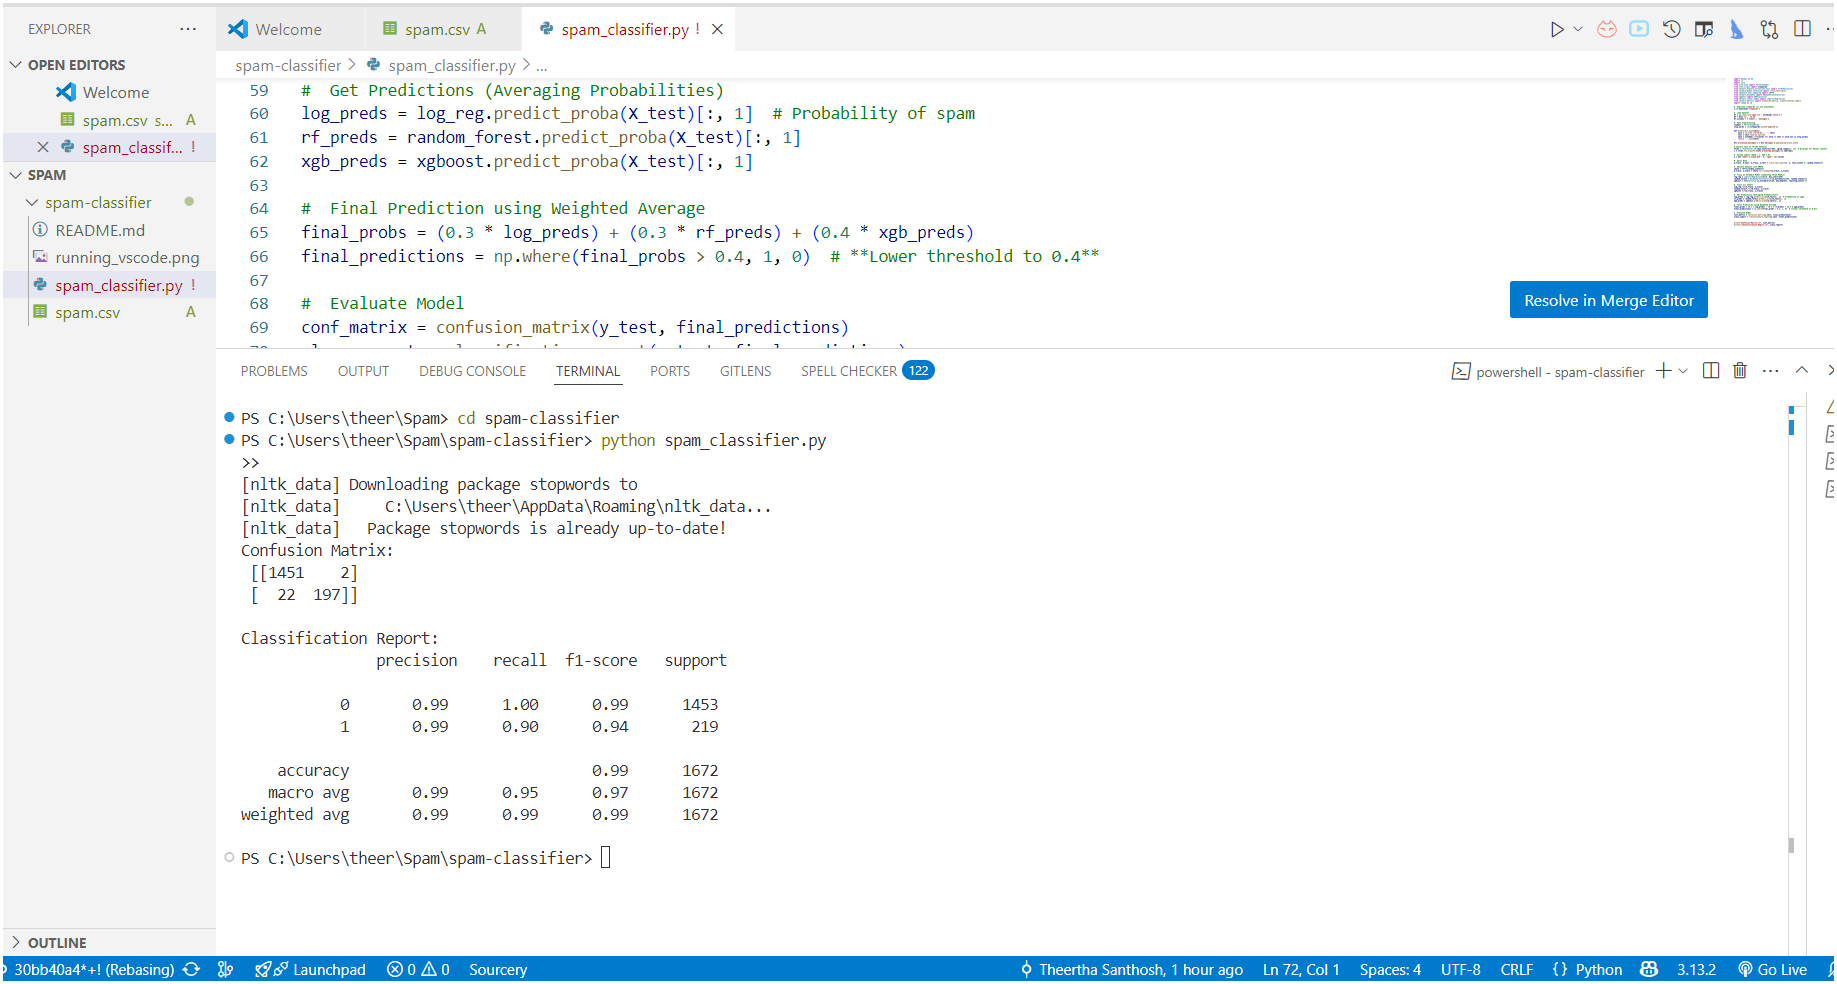 EXPLORER
Welcome
spam.csv A
spam_classifier.py !
OPEN EDITORS
Welcome
spam.csv s... A
spam_classif... !
SPAM
spam-classifier
README.md
running_vscode.png
spam_classifier.py !
spam.csv A
OUTLINE
spam-classifier > spam_classifier.py > ...
59 # Get Predictions (Averaging Probabilities)
60 log_preds = log_reg.predict_proba(X_test)[:, 1] # Probability of spam
61 rf_preds = random_forest.predict_proba(X_test)[:, 1]
62 xgb_preds = xgboost.predict_proba(X_test)[:, 1]
63
64 # Final Prediction using Weighted Average
65 final_probs = (0.3 * log_preds) + (0.3 * rf_preds) + (0.4 * xgb_preds)
66 final_predictions = np.where(final_probs > 0.4, 1, 0) # **Lower threshold to 0.4**
67
68 # Evaluate Model
69 conf_matrix = confusion_matrix(y_test, final_predictions)
Resolve in Merge Editor
PROBLEMS OUTPUT DEBUG CONSOLE TERMINAL PORTS GITLENS SPELL CHECKER 122
powershell - spam-classifier
PS C:\Users\theer\Spam> cd spam-classifier
PS C:\Users\theer\Spam\spam-classifier> python spam_classifier.py
>>
[nltk_data] Downloading package stopwords to
[nltk_data]     C:\Users\theer\AppData\Roaming\nltk_data...
[nltk_data]   Package stopwords is already up-to-date!
Confusion Matrix:
[[1451    2]
[  22  197]]
Classification Report:
precision    recall  f1-score   support
0       0.99      1.00      0.99      1453
1       0.99      0.90      0.94       219
accuracy                           0.99      1672
macro avg       0.99      0.95      0.97      1672
weighted avg       0.99      0.99      0.99      1672
PS C:\Users\theer\Spam\spam-classifier>
30bb40a4*+! (Rebasing) Launchpad 0 0 Sourcery Theertha Santhosh, 1 hour ago Ln 72, Col 1 Spaces: 4 UTF-8 CRLF {} Python 3.13.2 Go Live